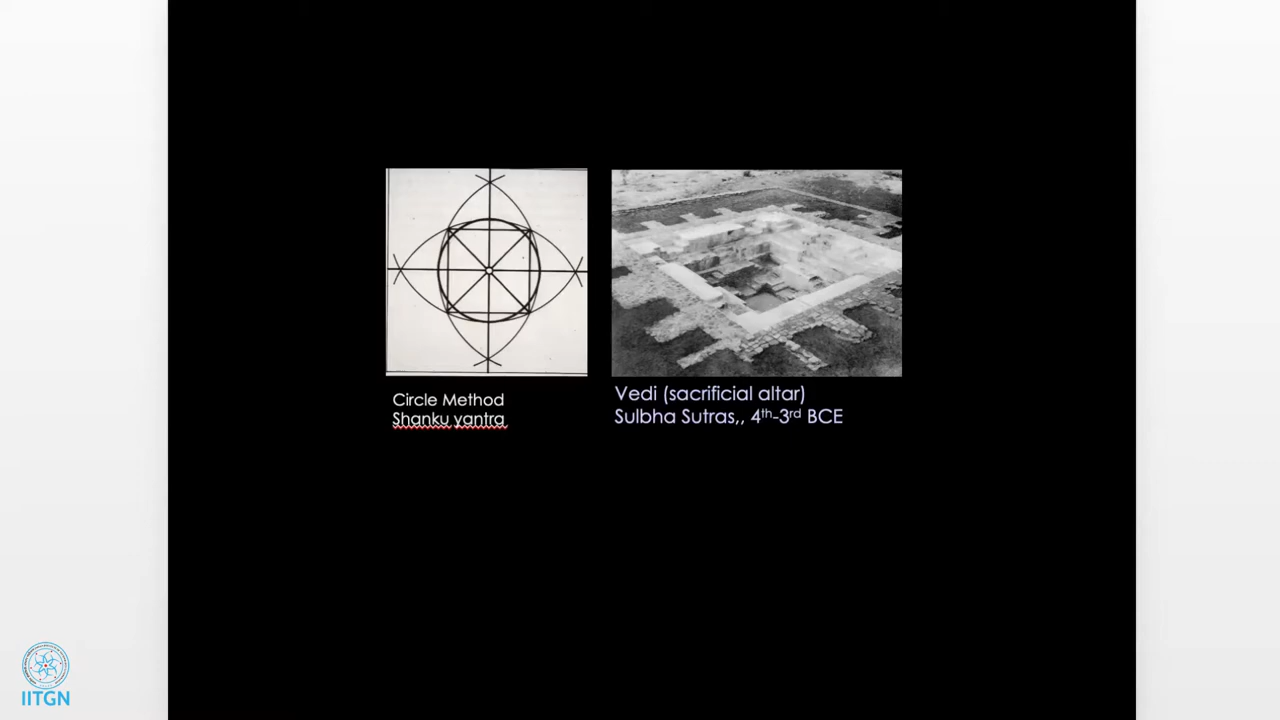 Circle Method
Shanku yantra
Vedi (sacrificial altar)
Sulbha Sutras,, 4th-3rd BCE
IITGN